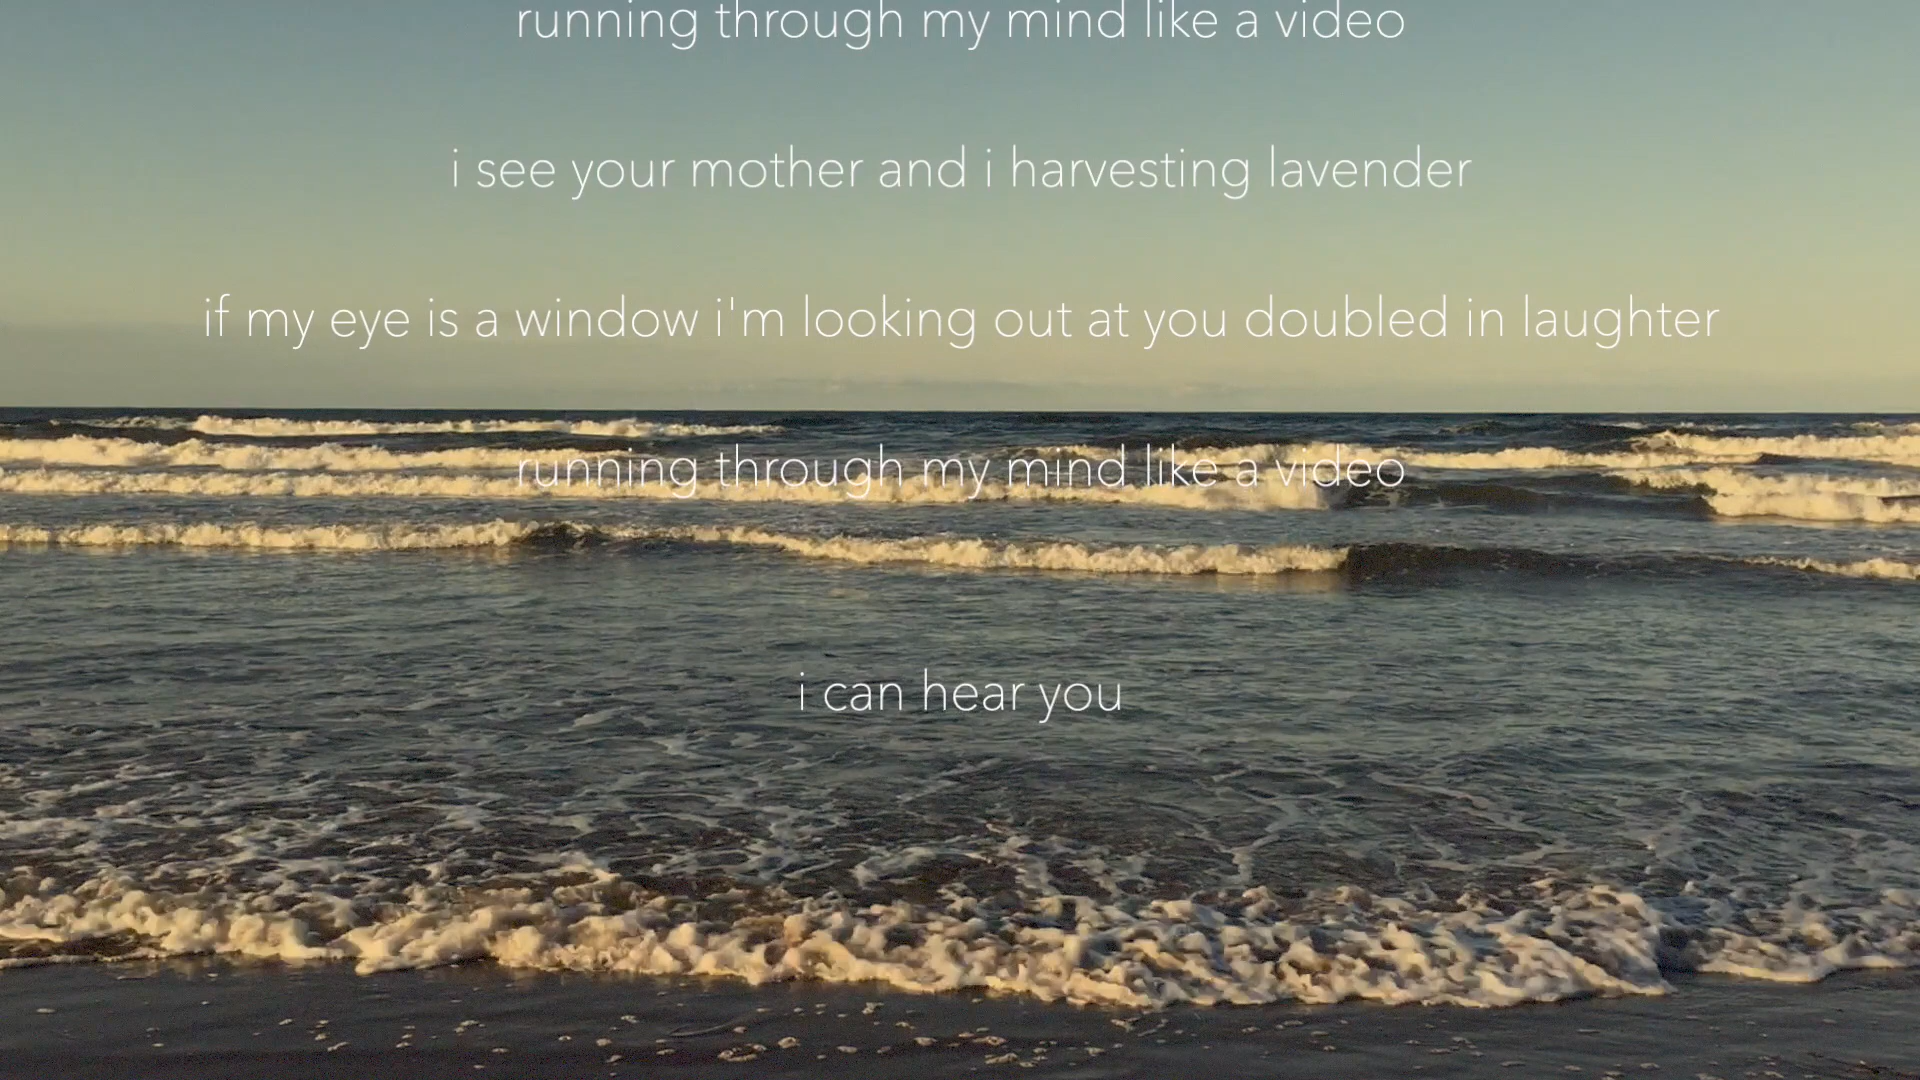 running through my mind like a video
i see your mother and i harvesting lavender
if my eye is a window i'm looking out at you doubled in laughter
running through my mind like a video
i can hear you